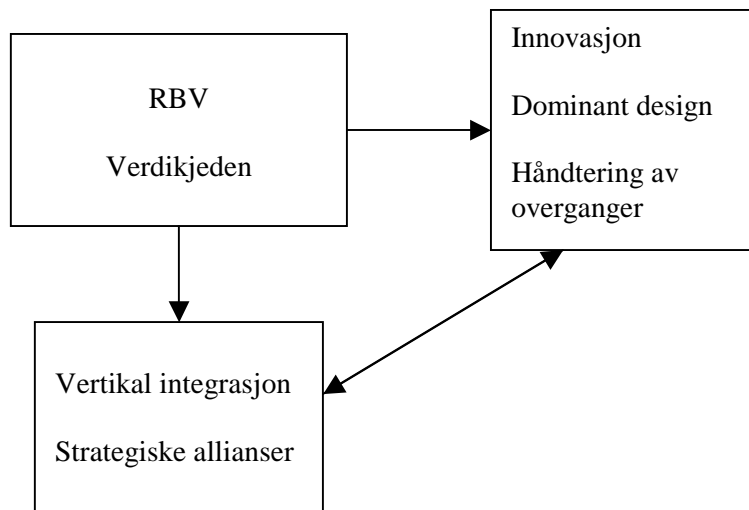 RBV
Verdikjeden
Innovasjon
Dominant design
Håndtering av
overganger
Vertikal integrasjon
Strategiske allianser